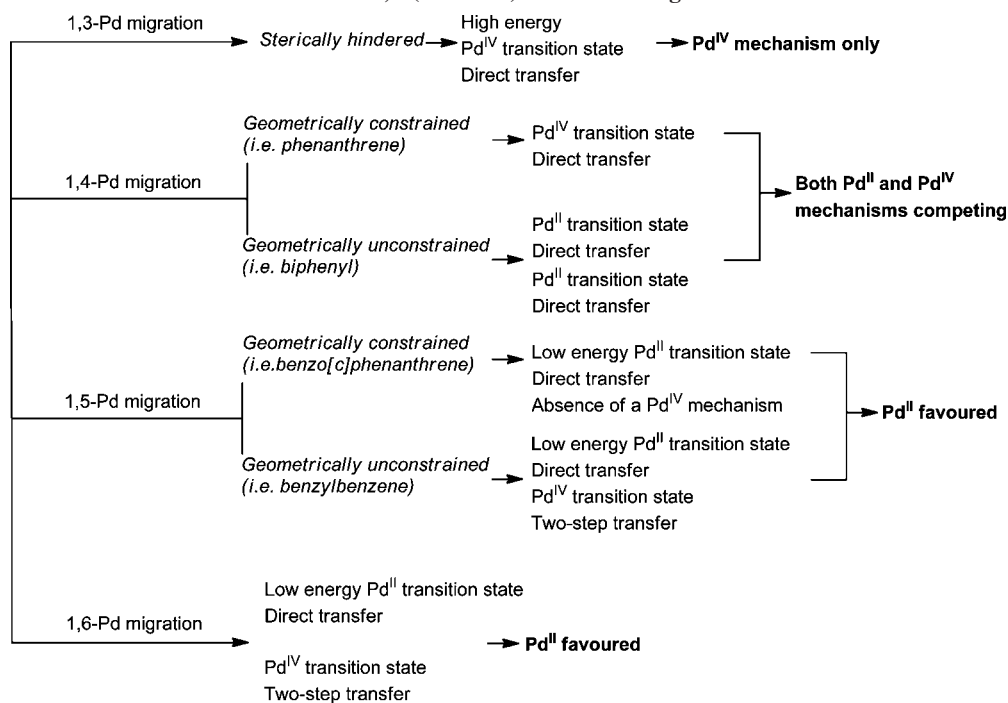 1,3-Pd migration
Sterically hindered
High energy
Pd^IV transition state
Direct transfer
Pd^IV mechanism only
1,4-Pd migration
Geometrically constrained
(i.e. phenanthrene)
Pd^IV transition state
Direct transfer
Geometrically unconstrained
(i.e. biphenyl)
Pd^II transition state
Direct transfer
Pd^II transition state
Direct transfer
Both Pd^II and Pd^IV
mechanisms competing
1,5-Pd migration
Geometrically constrained
(i.e.benzo[c]phenanthrene)
Low energy Pd^II transition state
Direct transfer
Absence of a Pd^IV mechanism
Geometrically unconstrained
(i.e. benzylbenzene)
Low energy Pd^II transition state
Direct transfer
Pd^IV transition state
Two-step transfer
Pd^II favoured
1,6-Pd migration
Low energy Pd^II transition state
Direct transfer
Pd^IV transition state
Two-step transfer
Pd^II favoured